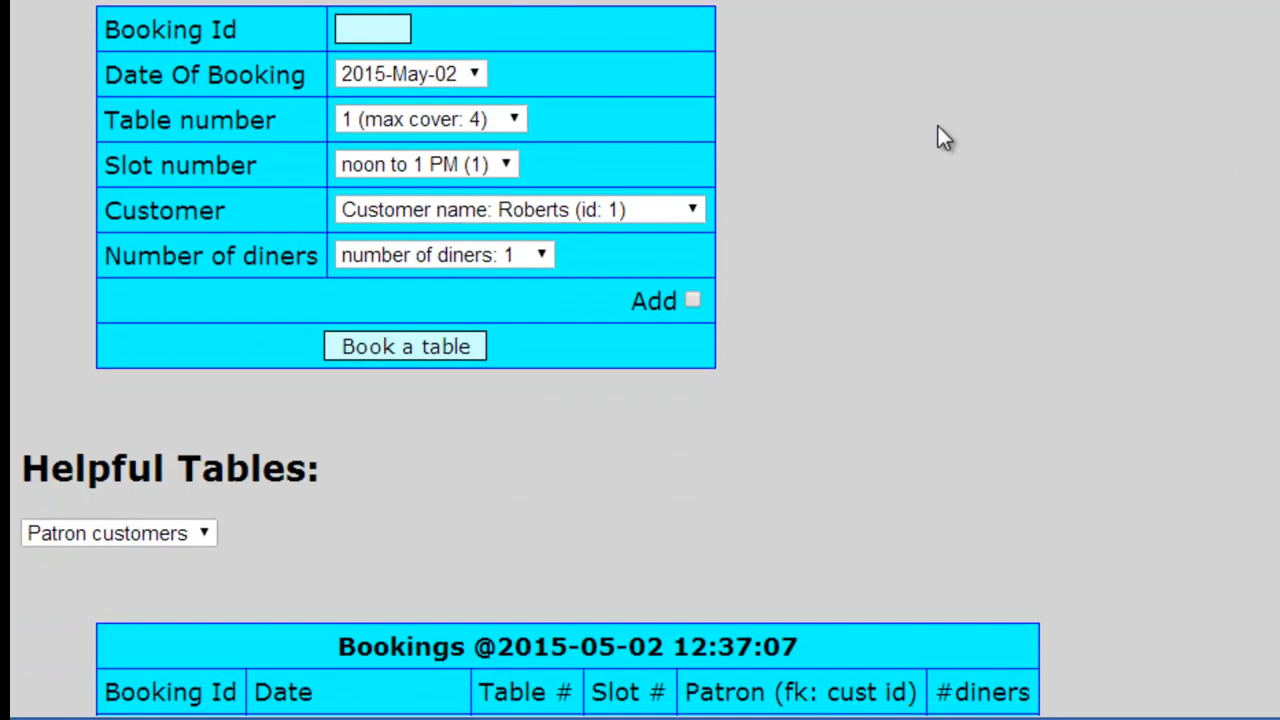 Booking Id
Date Of Booking 2015-May-02
Table number 1 (max cover: 4)
Slot number noon to 1 PM (1)
Customer Customer name: Roberts (id: 1)
Number of diners number of diners: 1
Add
Book a table
Helpful Tables:
Patron customers
Bookings @2015-05-02 12:37:07
Booking Id Date Table # Slot # Patron (fk: cust id) #diners